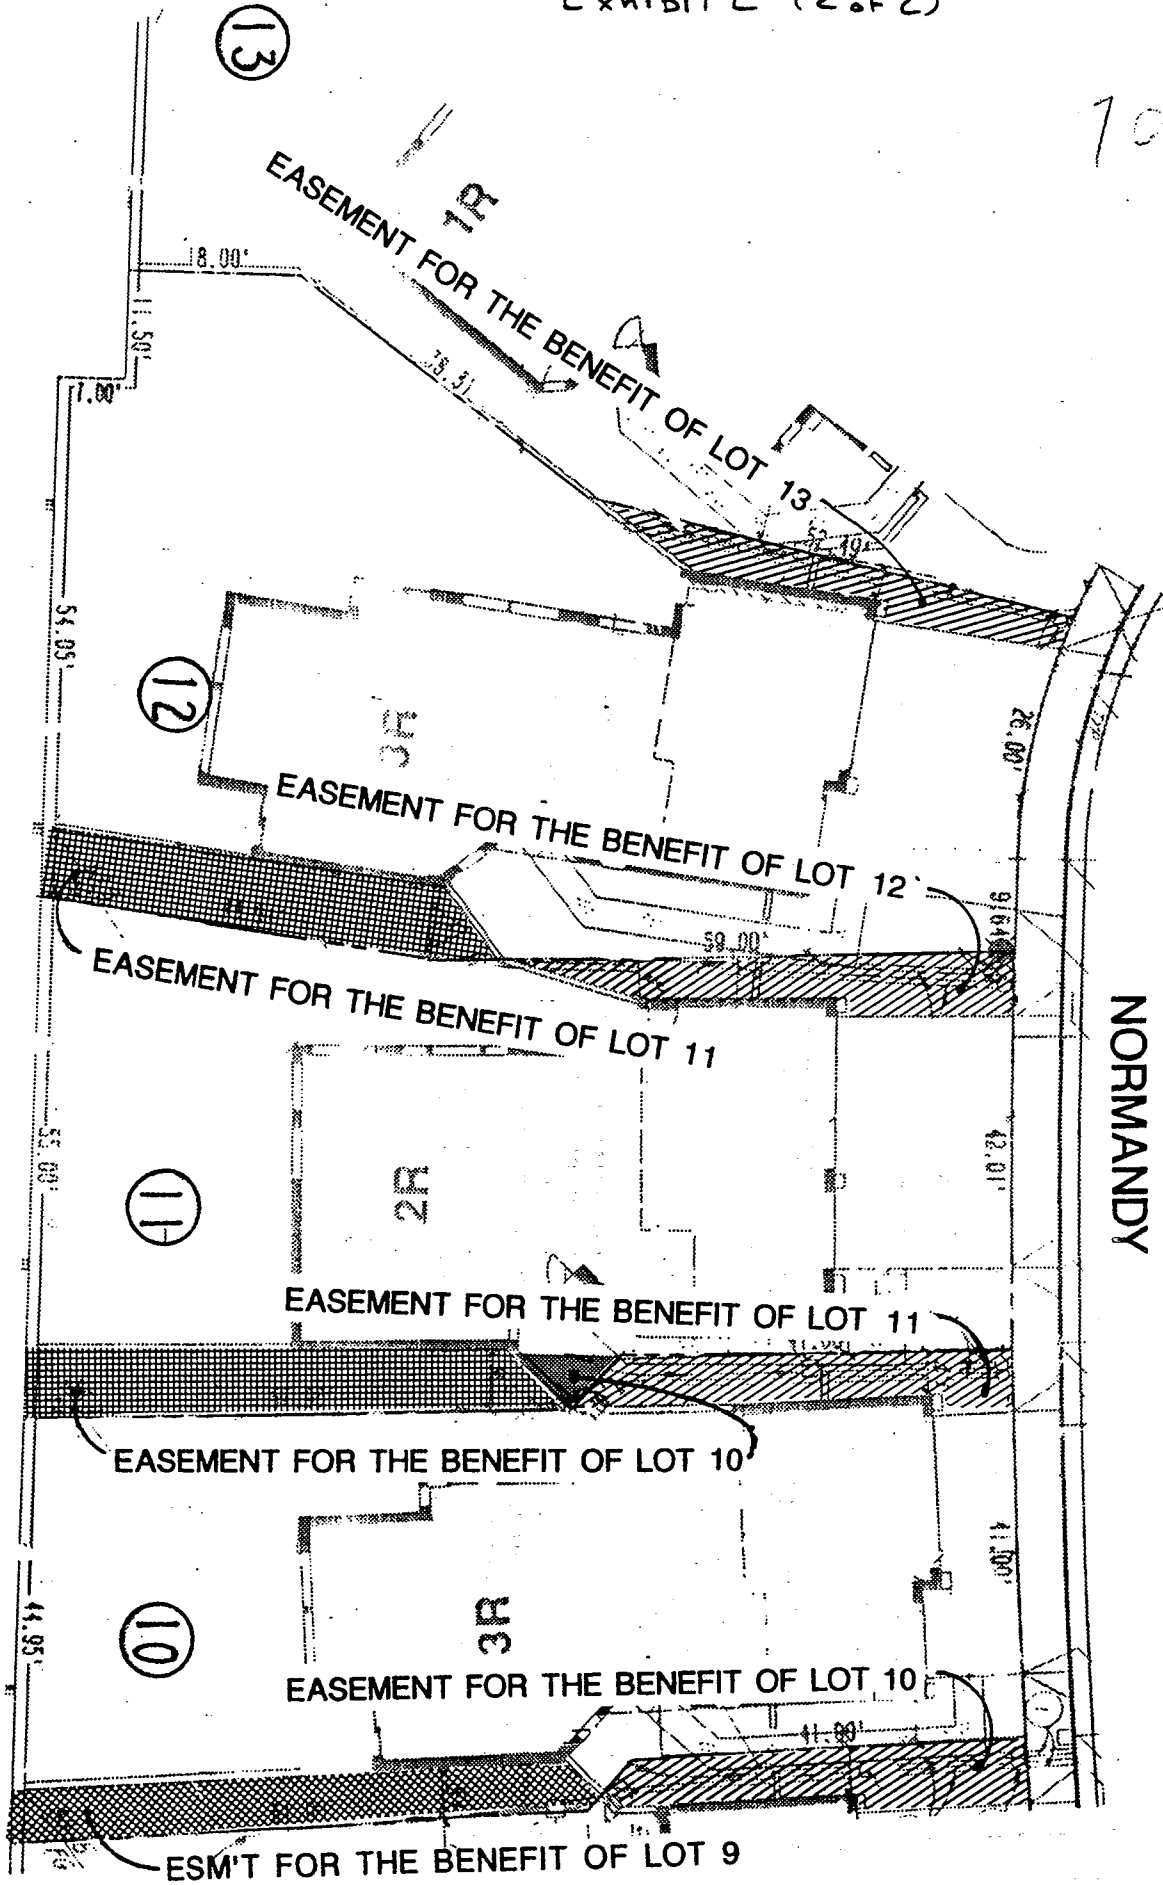 EXHIBIT E (2 of 2)
13
1R
EASEMENT FOR THE BENEFIT OF LOT 13
18.00'
11.50'
7.00'
54.05'
12
3R
26.00'
EASEMENT FOR THE BENEFIT OF LOT 12
59.00'
EASEMENT FOR THE BENEFIT OF LOT 11
NORMANDY
42.01'
55.00'
11
2R
EASEMENT FOR THE BENEFIT OF LOT 11
EASEMENT FOR THE BENEFIT OF LOT 10
41.00'
44.95'
10
3R
EASEMENT FOR THE BENEFIT OF LOT 10
41.00'
ESM'T FOR THE BENEFIT OF LOT 9